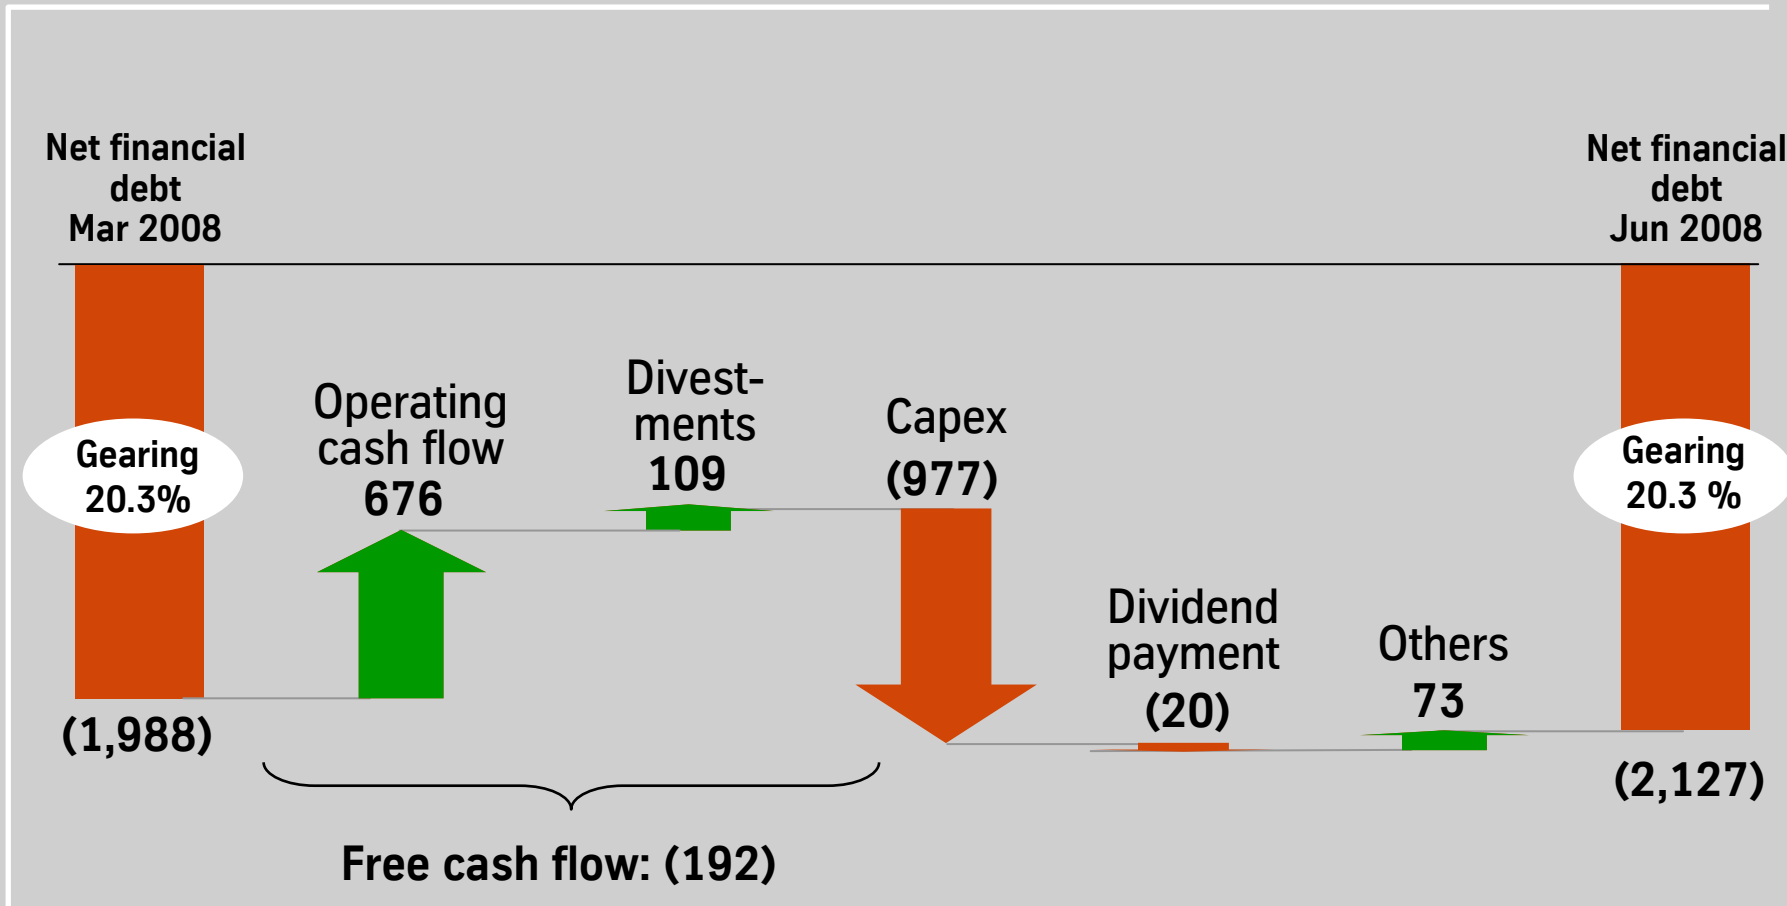 Net financial
debt
Mar 2008
Net financial
debt
Jun 2008
Gearing
20.3%
Operating
cash flow
676
Divest-
ments
109
Capex
(977)
Gearing
20.3 %
Dividend
payment
(20)
Others
73
(1,988)
(2,127)
Free cash flow: (192)